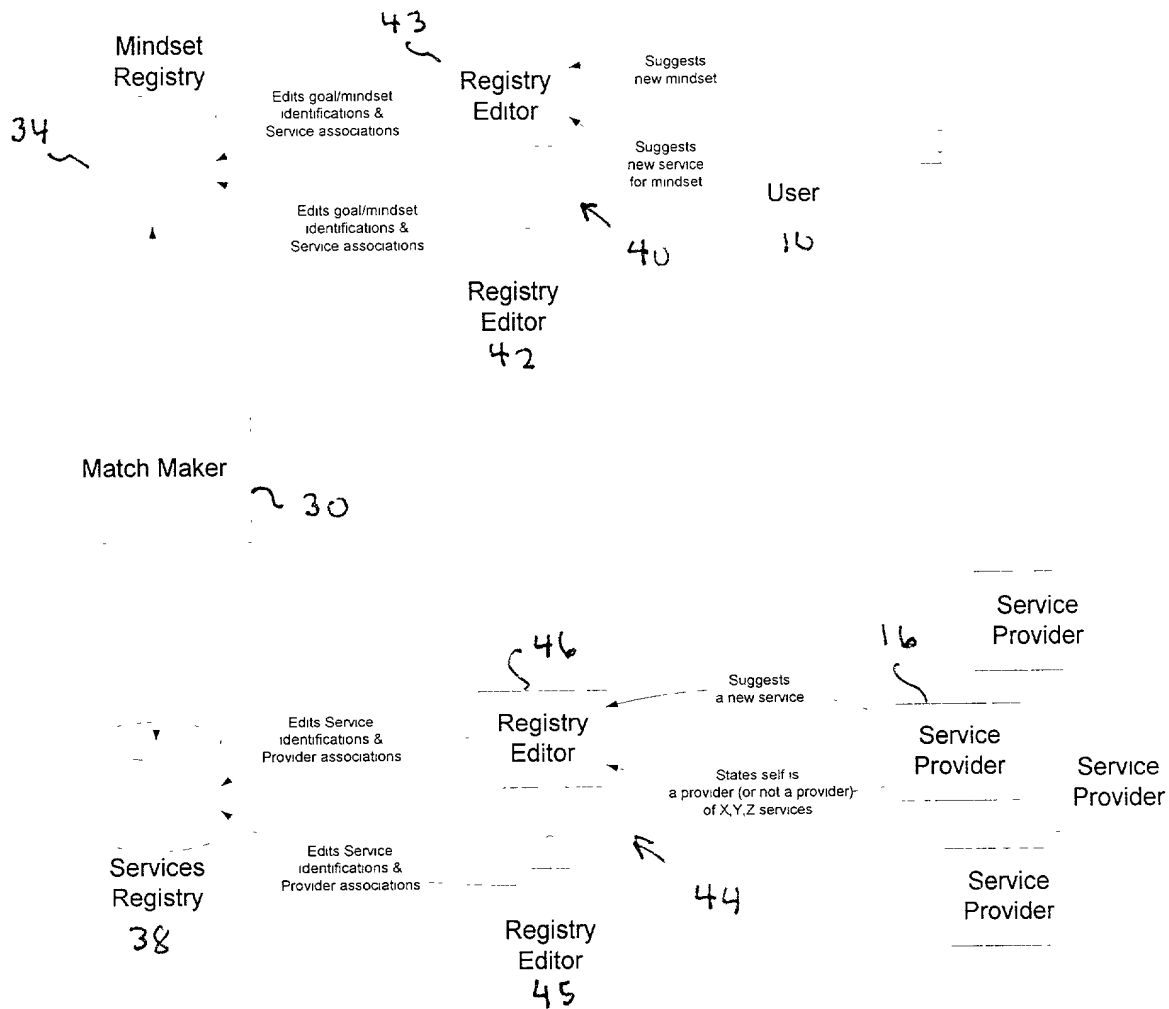 43
Mindset
Registry
Registry
Editor
Suggests
new mindset
Edits goal/mindset
identifications &
Service associations
34
Suggests
new service
for mindset
User
10
Edits goal/mindset
identifications &
Service associations
40
Registry
Editor
42
Match Maker
30
Service
Provider
46
16
Suggests
a new service
Edits Service
identifications &
Provider associations
Registry
Editor
Service
Provider
Service
Provider
States self is
a provider (or not a provider)
of X,Y,Z services
Services
Registry
38
Edits Service
identifications &
Provider associations
44
Service
Provider
Registry
Editor
45